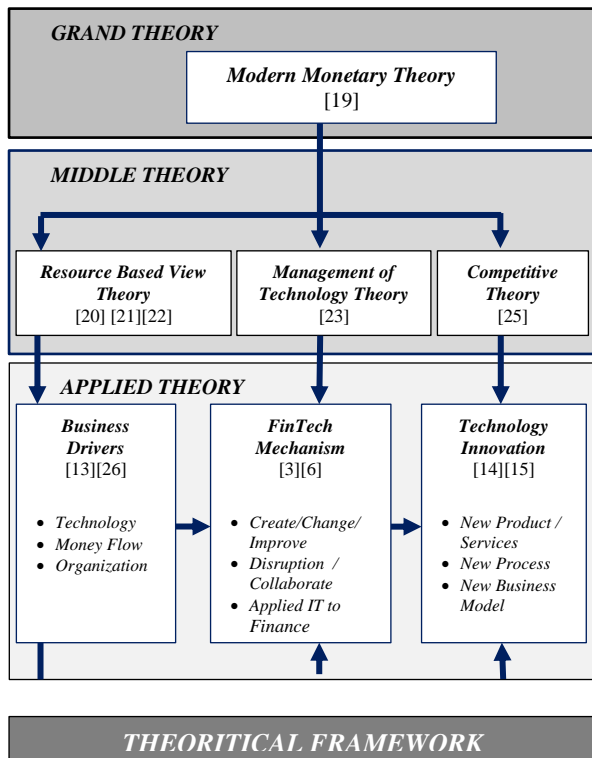 GRAND THEORY
Modern Monetary Theory
[19]
MIDDLE THEORY
Resource Based View
Theory
[20] [21][22]
Management of
Technology Theory
[23]
Competitive
Theory
[25]
APPLIED THEORY
Business
Drivers
[13][26]
• Technology
• Money Flow
• Organization
FinTech
Mechanism
[3][6]
• Create/Change/
Improve
• Disruption / 
Collaborate
• Applied IT to
Finance
Technology
Innovation
[14][15]
• New Product /
Services
• New Process
• New Business
Model
THEORITICAL FRAMEWORK